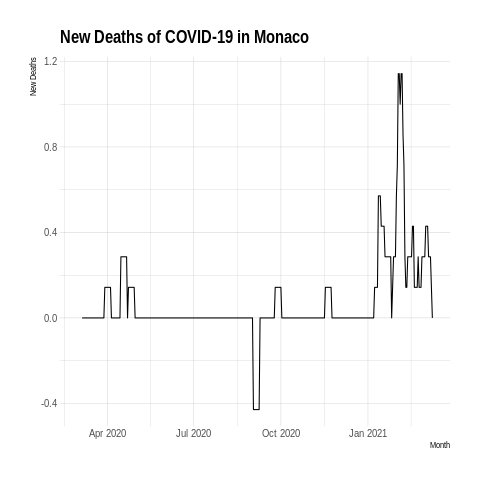 New Deaths of COVID-19 in Monaco
New Deaths
1.2
0.8
0.4
0.0
-0.4
Apr 2020 Jul 2020 Oct 2020 Jan 2021
Month